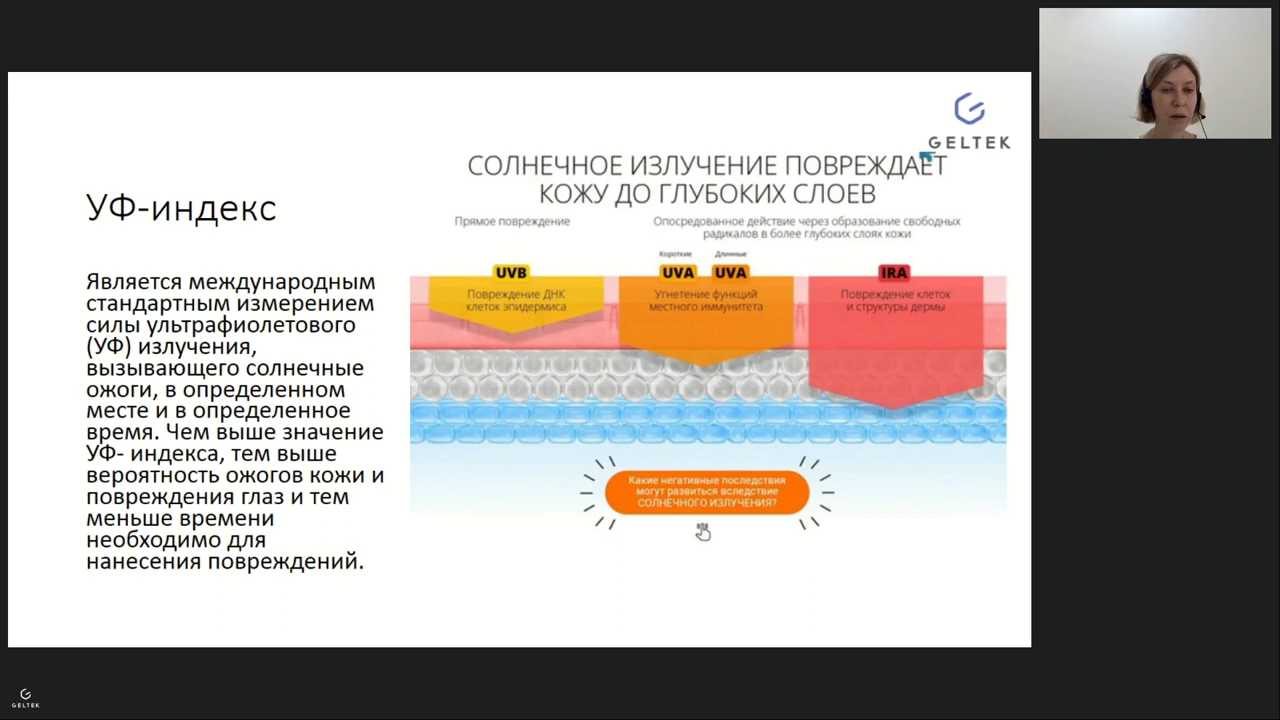 GELTEK
СОЛНЕЧНОЕ ИЗЛУЧЕНИЕ ПОВРЕЖДАЕТ
КОЖУ ДО ГЛУБОКИХ СЛОЕВ
УФ-индекс
Является международным
стандартным измерением
силы ультрафиолетового
(УФ) излучения,
вызывающего солнечные
ожоги, в определенном
месте и в определенное
время. Чем выше значение
УФ- индекса, тем выше
вероятность ожогов кожи и
повреждения глаз и тем
меньше времени
необходимо для
нанесения повреждений.
Прямое повреждение
Опосредованное действие через образование свободных
радикалов в более глубоких слоях кожи
Короткие
Длинные
UVB
UVA
UVA
IRA
Повреждение ДНК
клеток эпидермиса
Угнетение функций
местного иммунитета
Повреждение клеток
и структуры дермы
Какие негативные последствия
могут развиться вследствие
СОЛНЕЧНОГО ИЗЛУЧЕНИЯ?
GELTEK